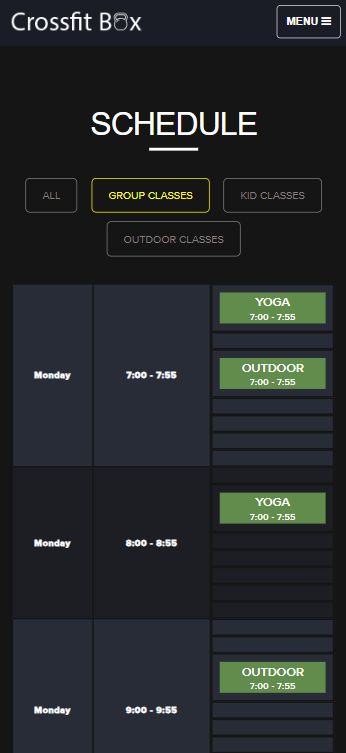 Crossfit Box
MENU
SCHEDULE
ALL
GROUP CLASSES
KID CLASSES
OUTDOOR CLASSES
Monday
7:00 - 7:55
YOGA
7:00 - 7:55
OUTDOOR
7:00 - 7:55
Monday
8:00 - 8:55
YOGA
7:00 - 7:55
Monday
9:00 - 9:55
OUTDOOR
7:00 - 7:55